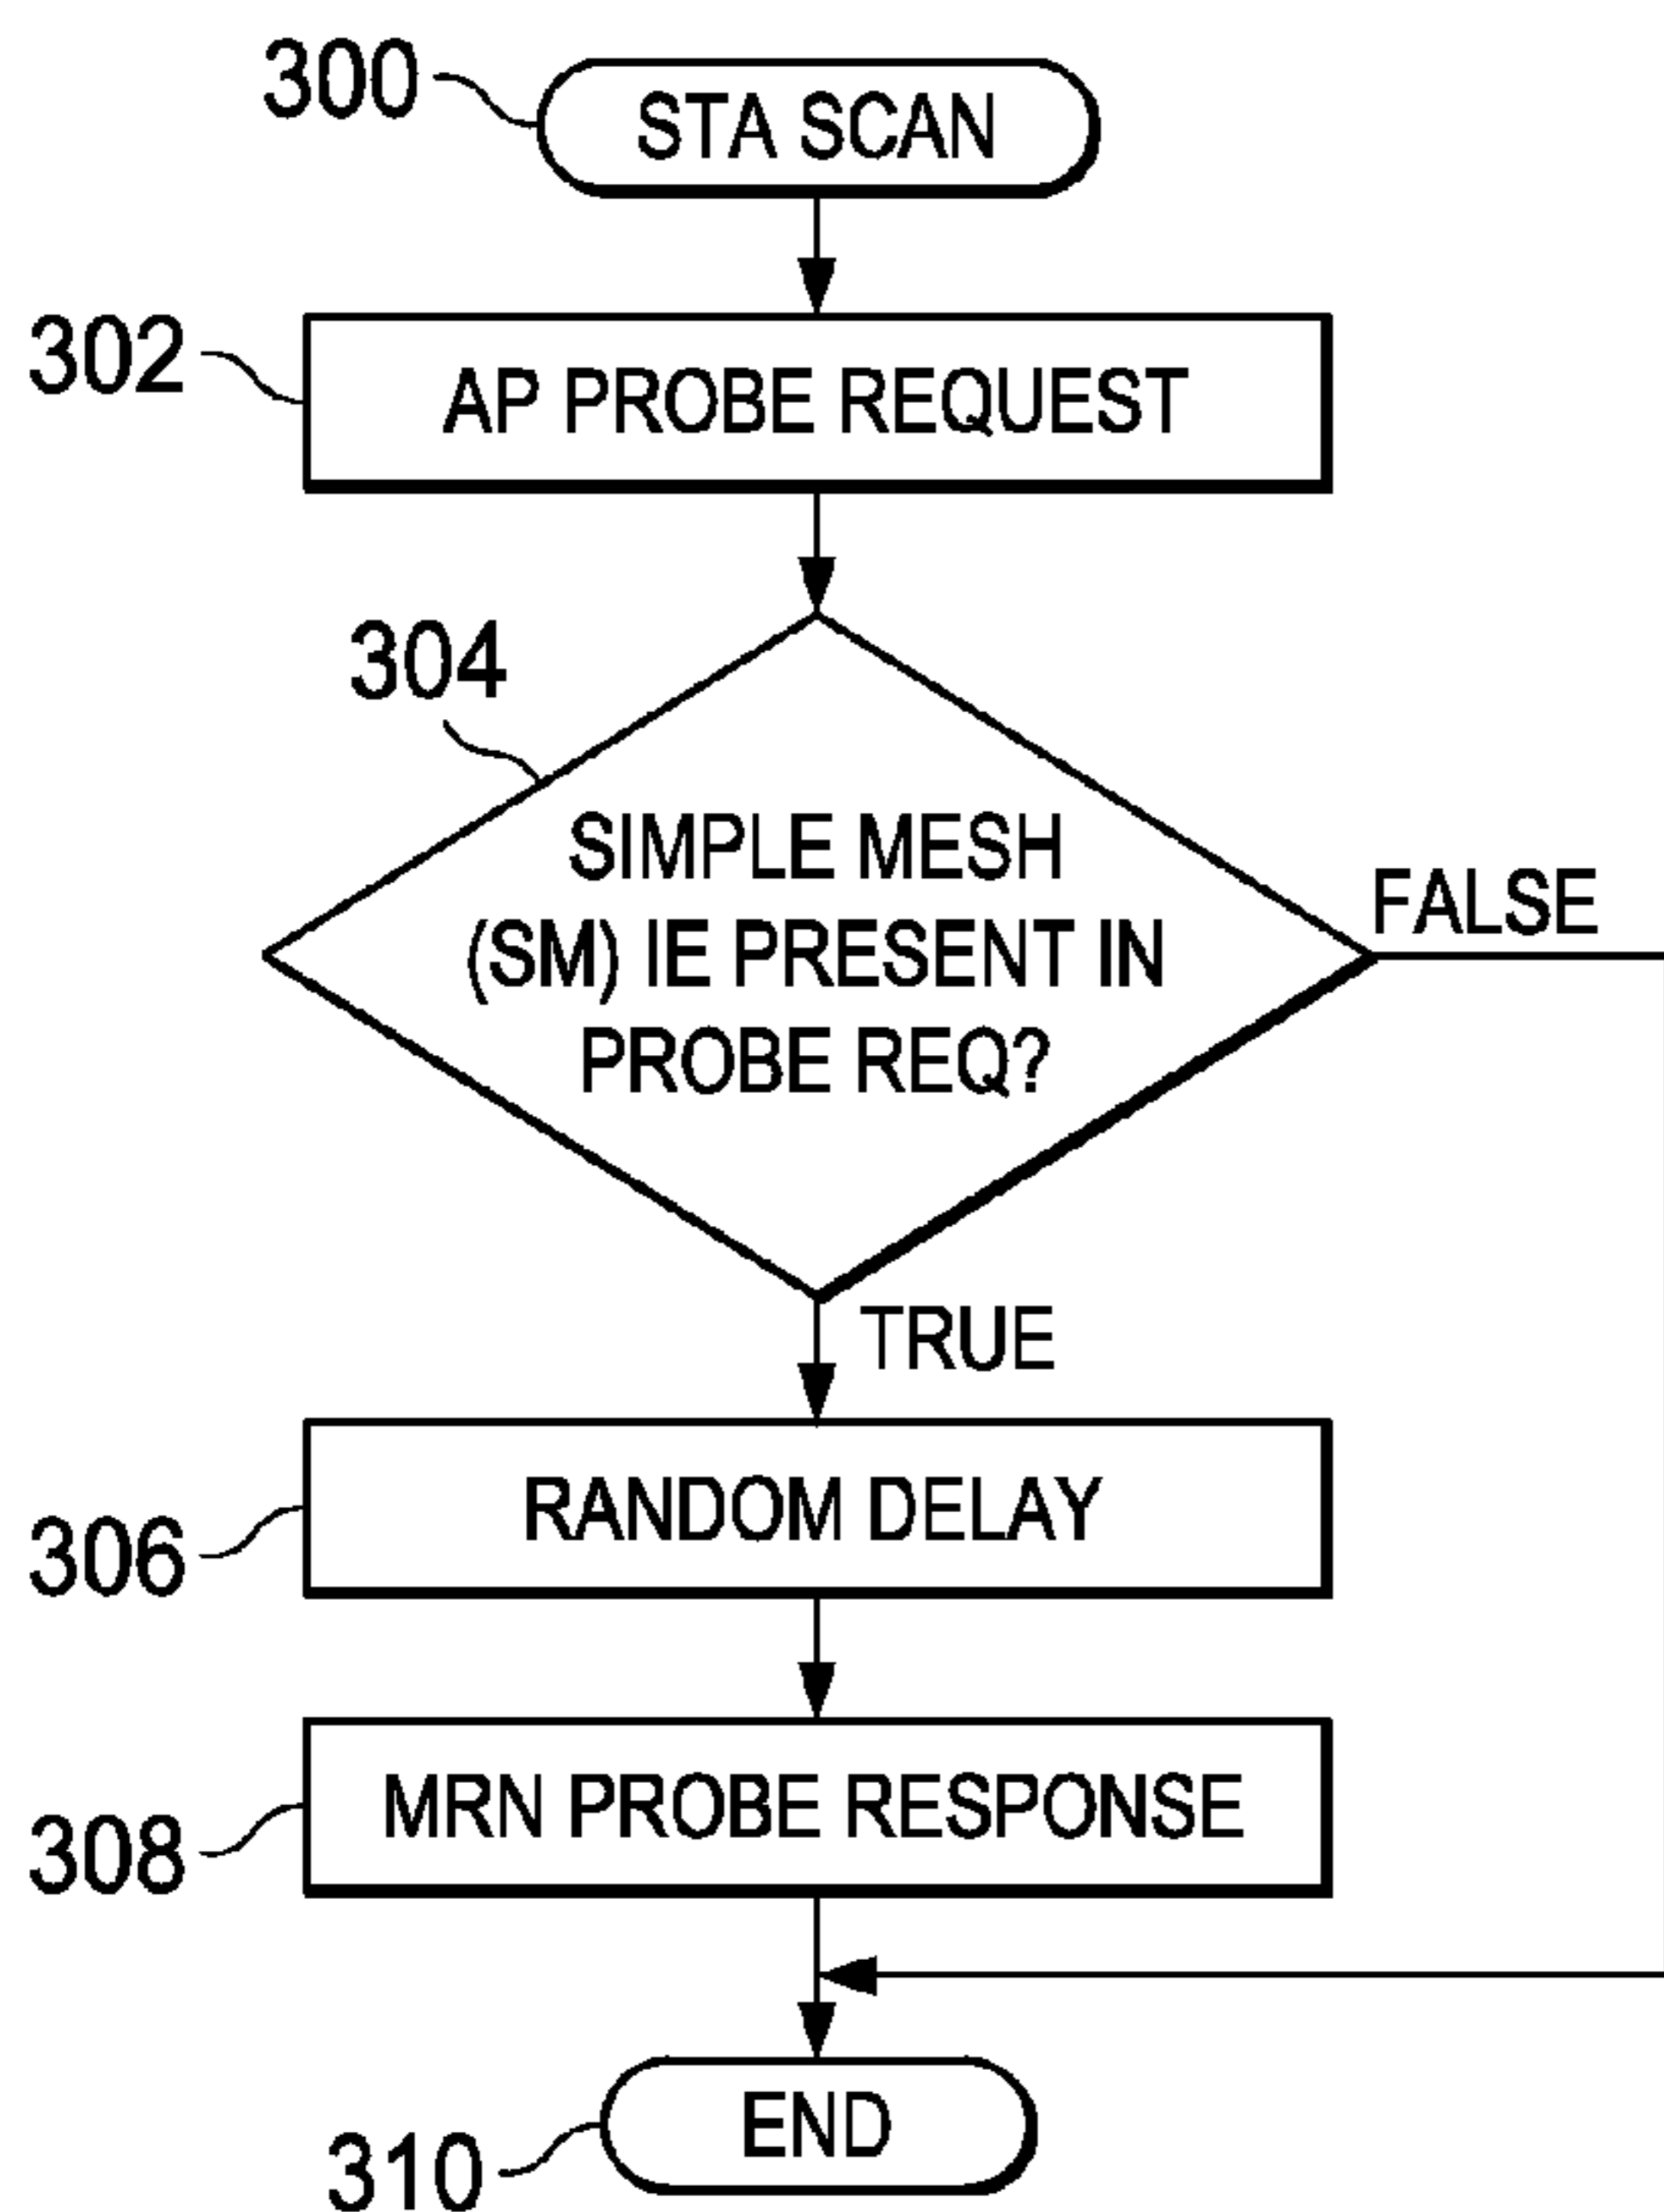 300
STA SCAN
302
AP PROBE REQUEST
304
SIMPLE MESH
(SM) IE PRESENT IN
PROBE REQ?
FALSE
TRUE
306
RANDOM DELAY
308
MRN PROBE RESPONSE
310
END